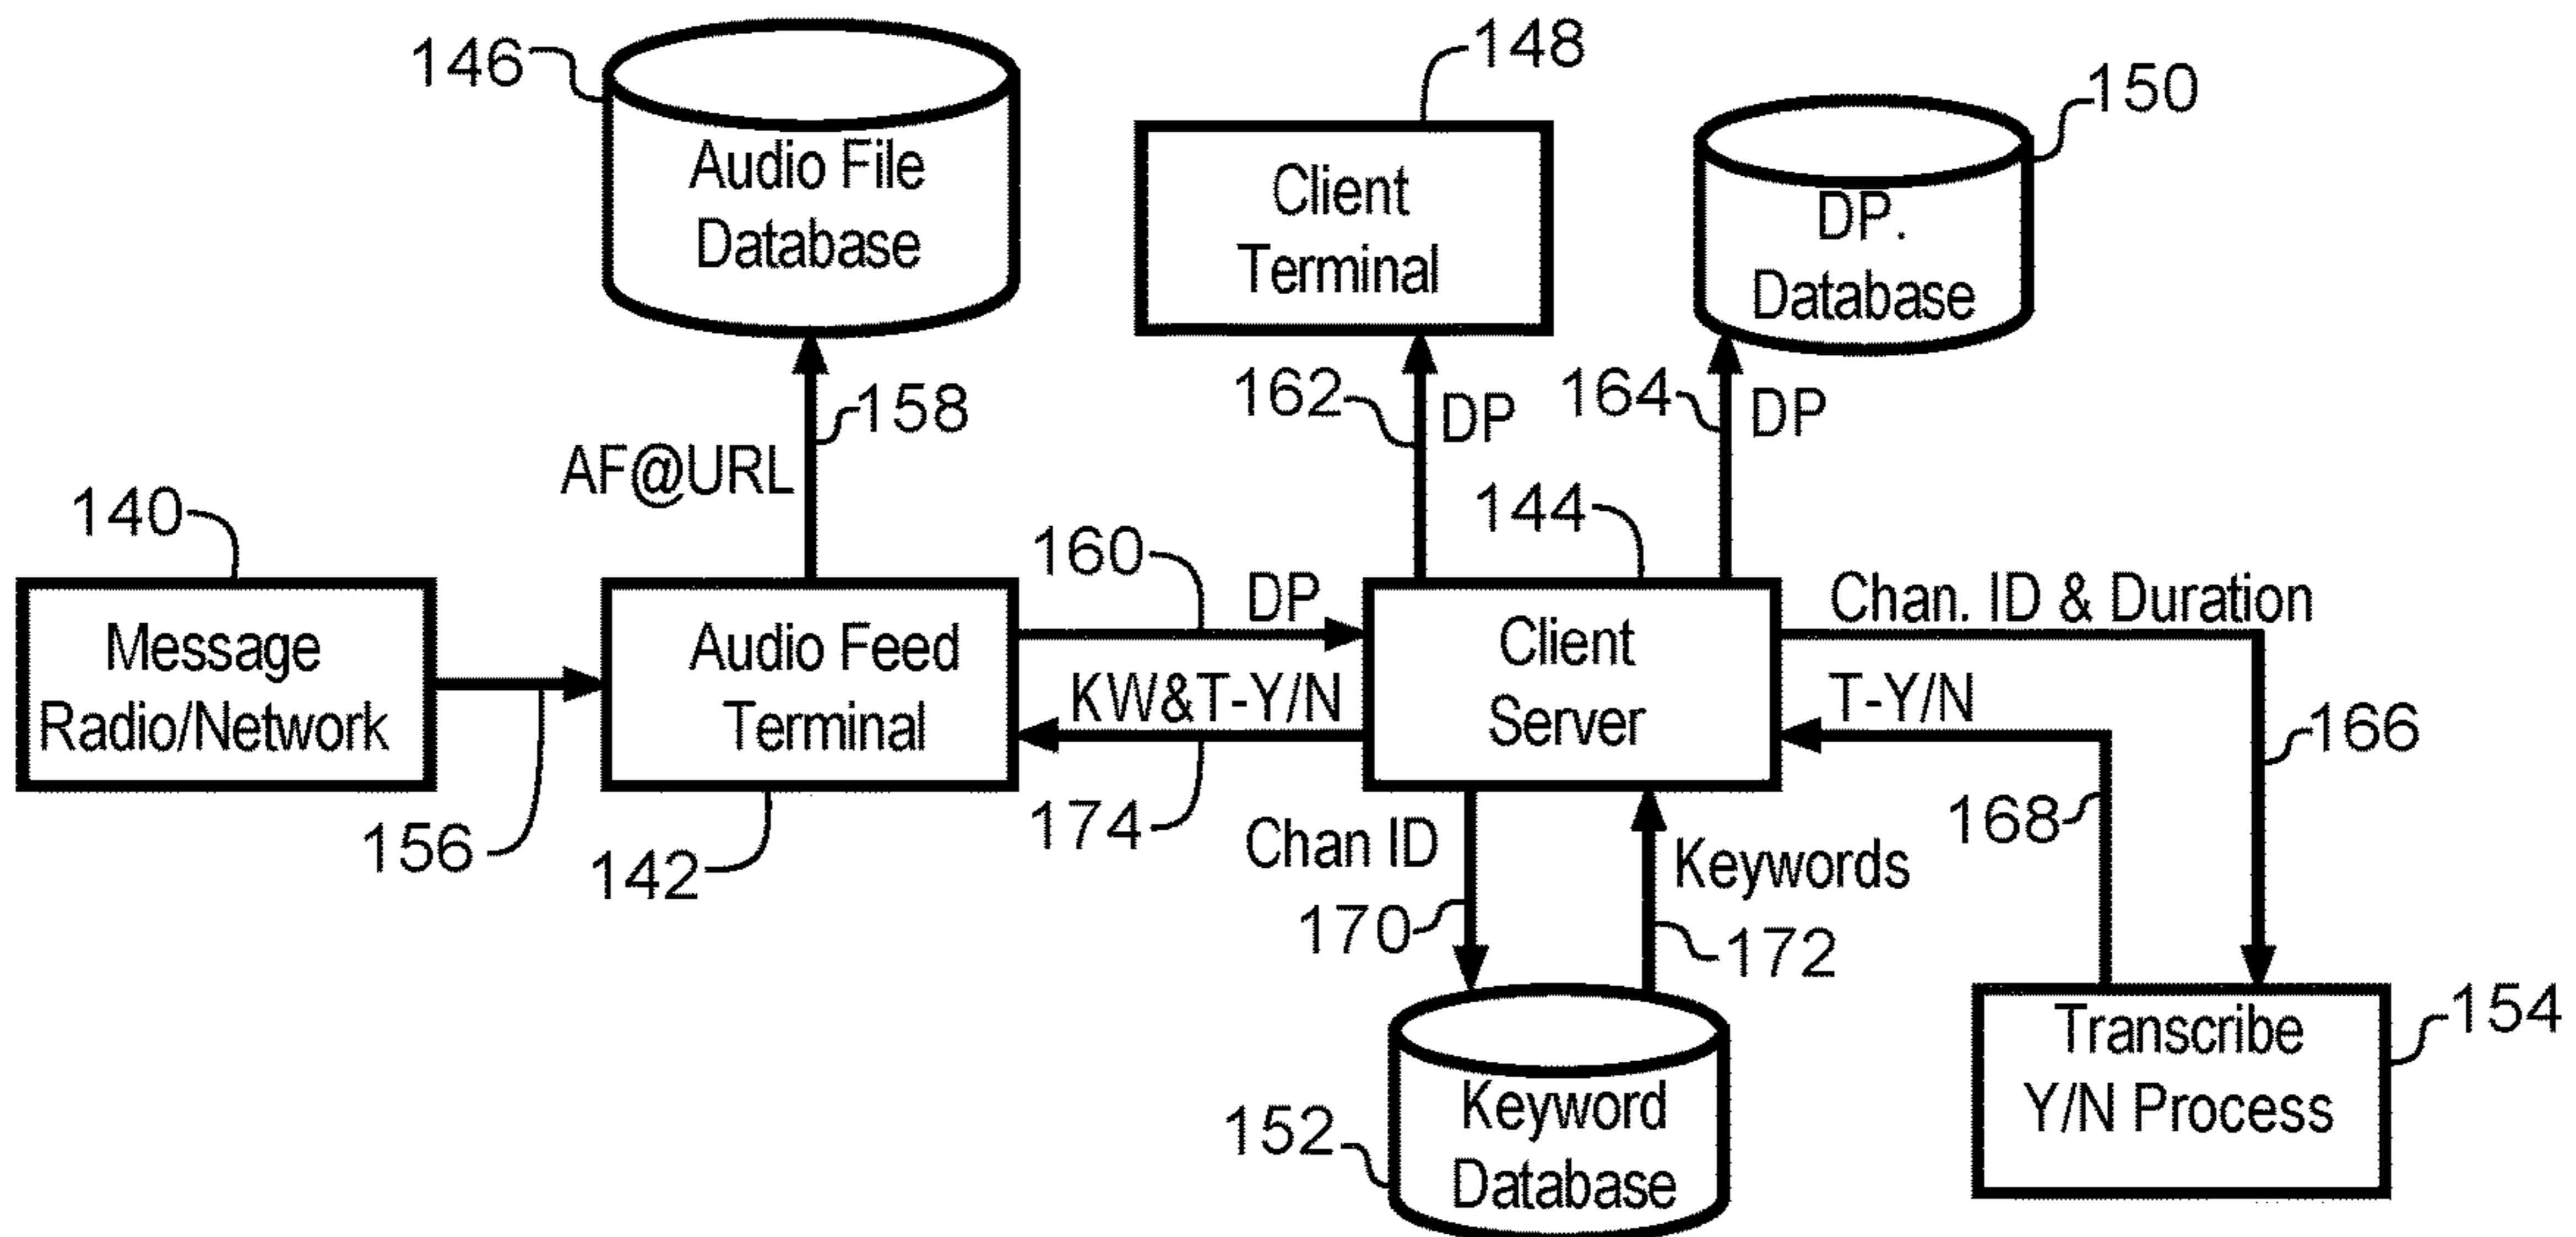 146
Audio File
Database
148
Client
Terminal
150
DP.
Database
158
AF@URL
162
DP
164
DP
140
Message
Radio/Network
156
Audio Feed
Terminal
142
160
DP
KW&T-Y/N
174
144
Client
Server
Chan. ID & Duration
T-Y/N
166
168
Chan ID
170
Keywords
172
152
Keyword
Database
Transcribe
Y/N Process
154